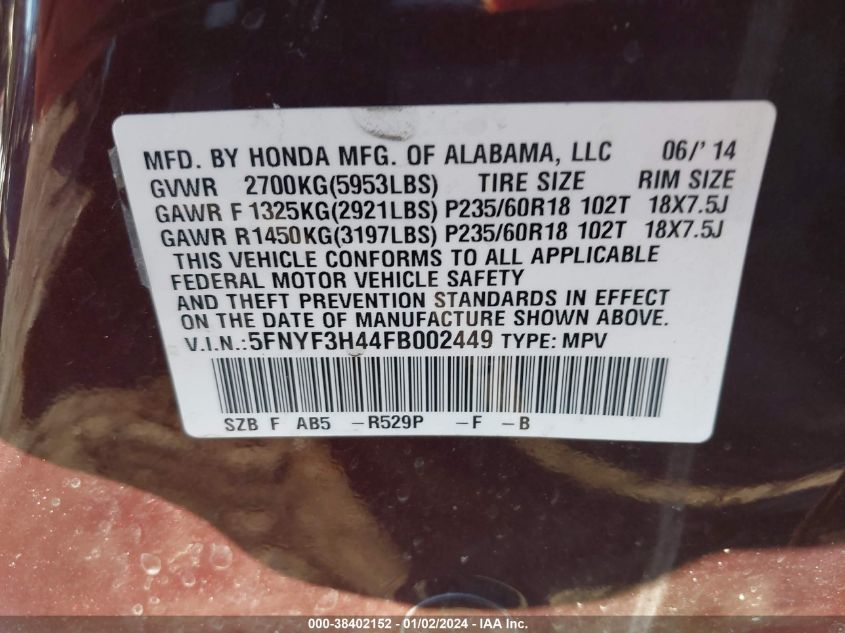 MFD. BY HONDA MFG. OF ALABAMA, LLC 06/' 14
GVWR 2700KG(5953LBS) TIRE SIZE RIM SIZE
GAWR F 1325KG(2921LBS) P235/60R18 102T 18X7.5J
GAWR R1450KG(3197LBS) P235/60R18 102T 18X7.5J
THIS VEHICLE CONFORMS TO ALL APPLICABLE
FEDERAL MOTOR VEHICLE SAFETY
AND THEFT PREVENTION STANDARDS IN EFFECT
ON THE DATE OF MANUFACTURE SHOWN ABOVE.
V.I.N.:5FNYF3H44FB002449 TYPE: MPV
SZB F AB5 -R529P -F -B
000-38402152 - 01/02/2024 - IAA Inc.